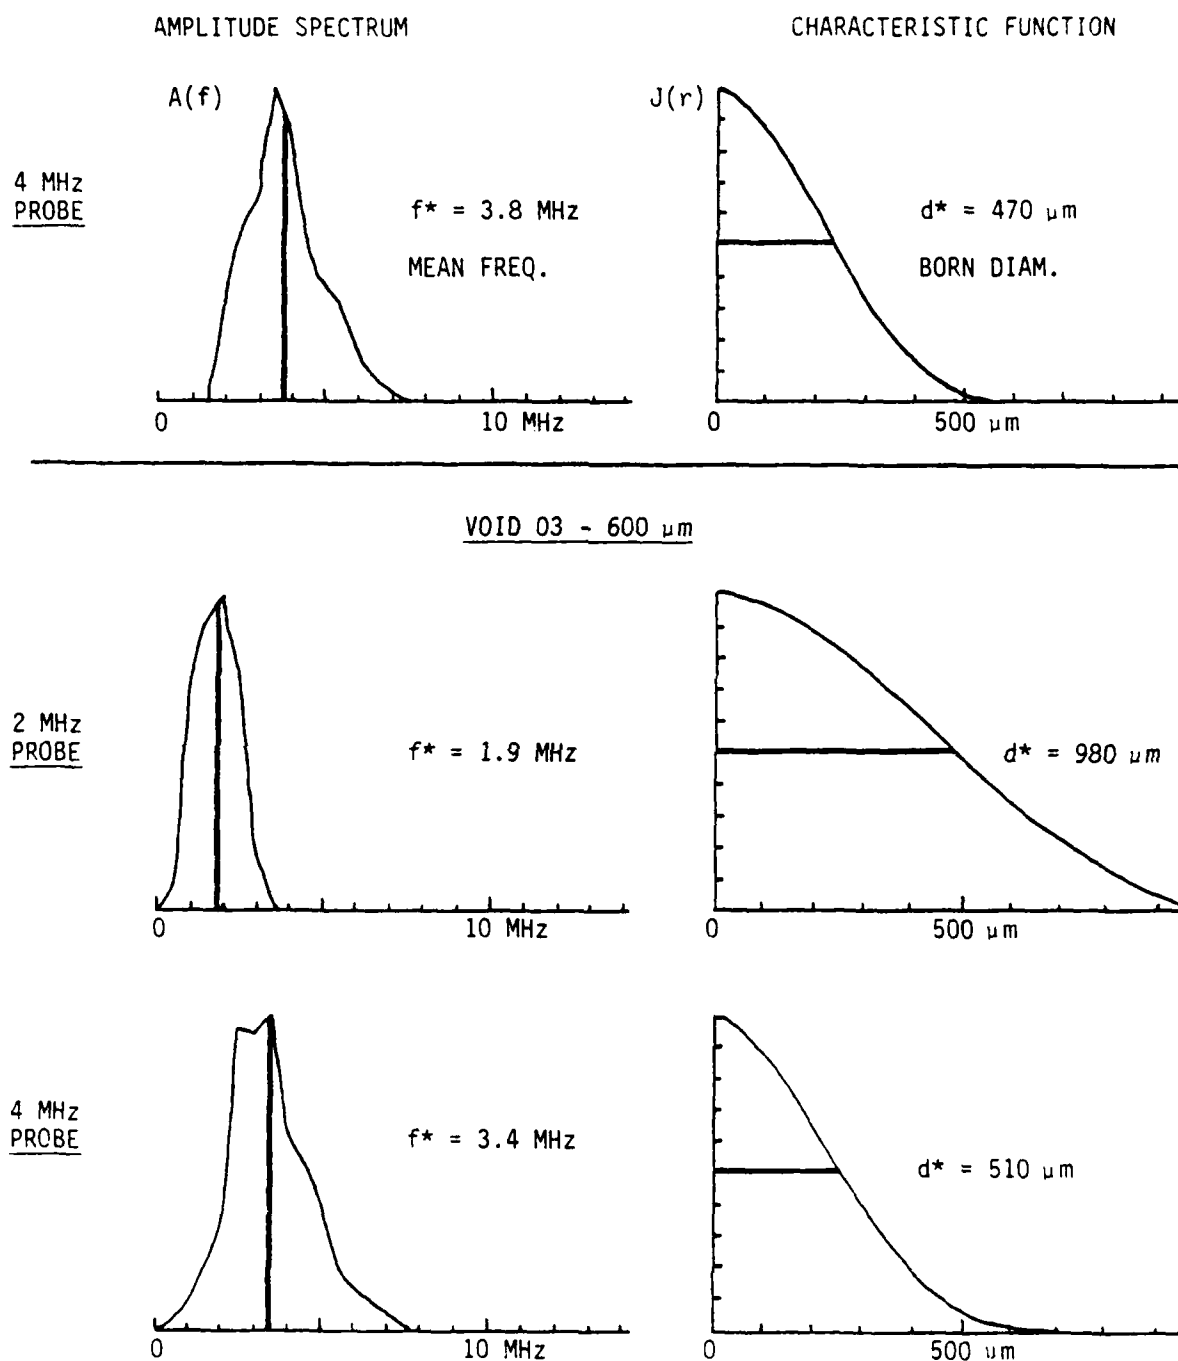 AMPLITUDE SPECTRUM
CHARACTERISTIC FUNCTION
A(f)
J(r)
4 MHz
PROBE
f* = 3.8 MHz
MEAN FREQ.
d* = 470 μm
BORN DIAM.
0
10 MHz
0
500 μm
VOID 03 - 600 μm
2 MHz
PROBE
f* = 1.9 MHz
d* = 980 μm
0
10 MHz
0
500 μm
4 MHz
PROBE
f* = 3.4 MHz
d* = 510 μm
0
10 MHz
0
500 μm